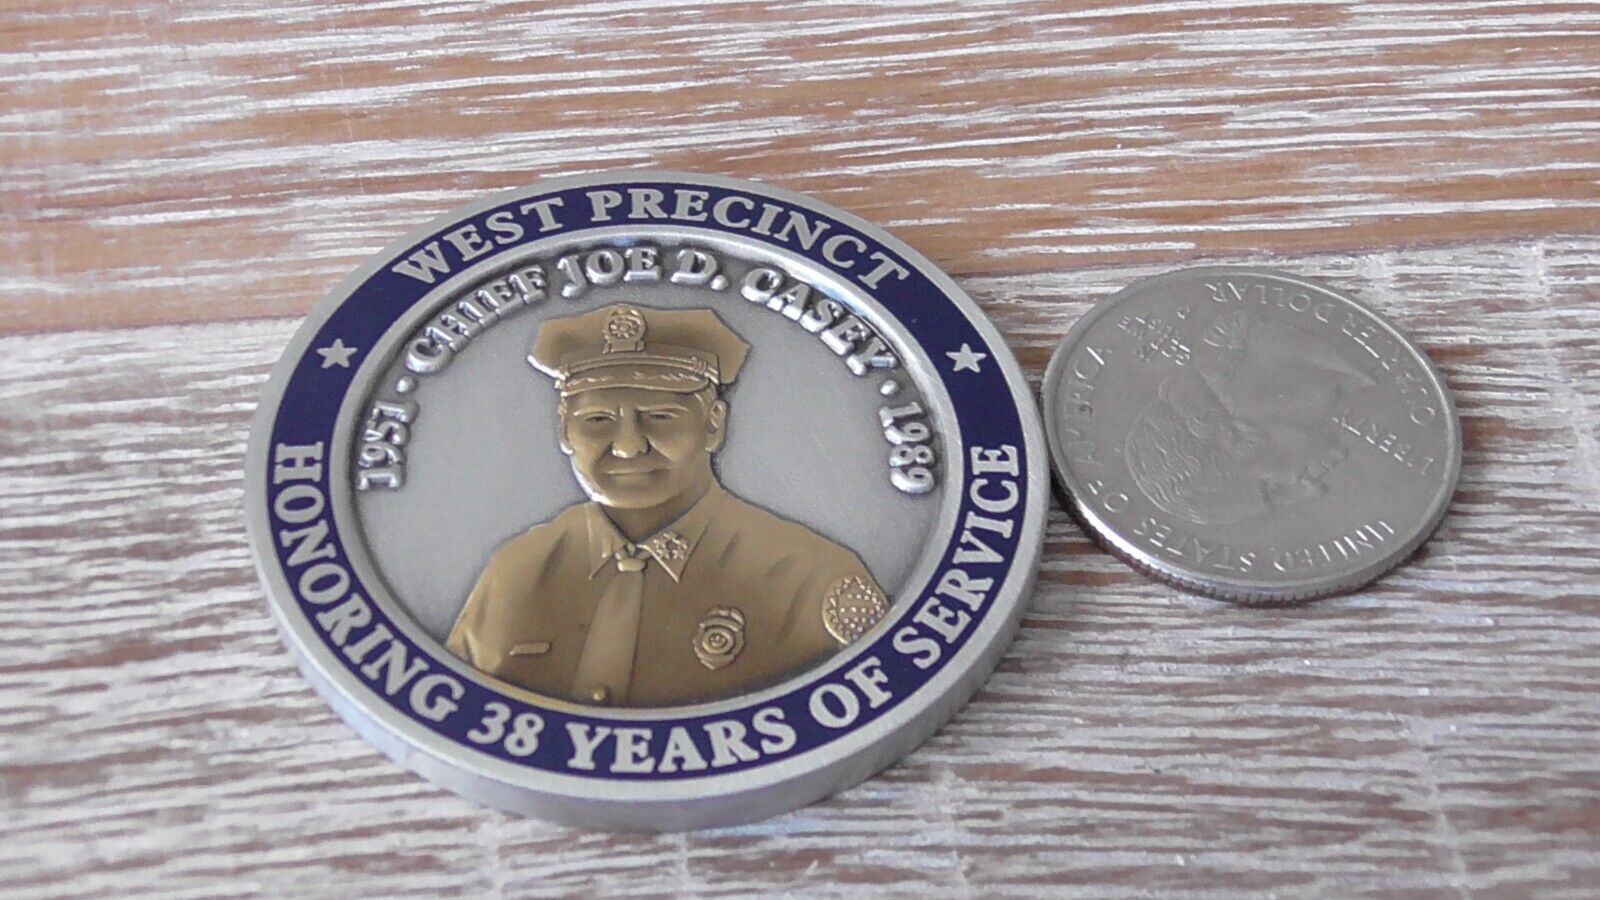 WEST PRECINCT
1951 · CHIEF JOE D. CASEY · 1989
HONORING 38 YEARS OF SERVICE
UNITED STATES OF AMERICA
LIBERTY
QUARTER DOLLAR